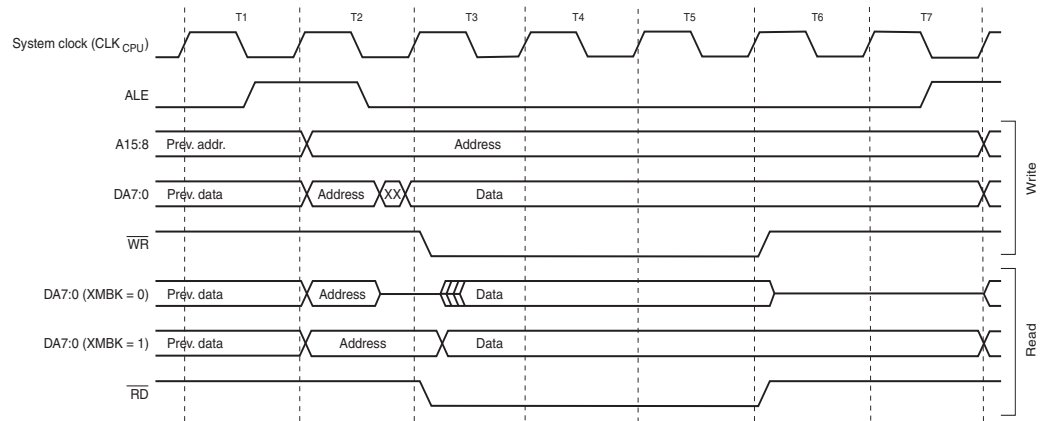 T1 T2 T3 T4 T5 T6 T7
System clock (CLKCPU)
ALE
A15:8 Prev. addr. Address
DA7:0 Prev. data Address XX Data
WR
Write
DA7:0 (XMBK = 0) Prev. data Address Data
DA7:0 (XMBK = 1) Prev. data Address Data
RD
Read